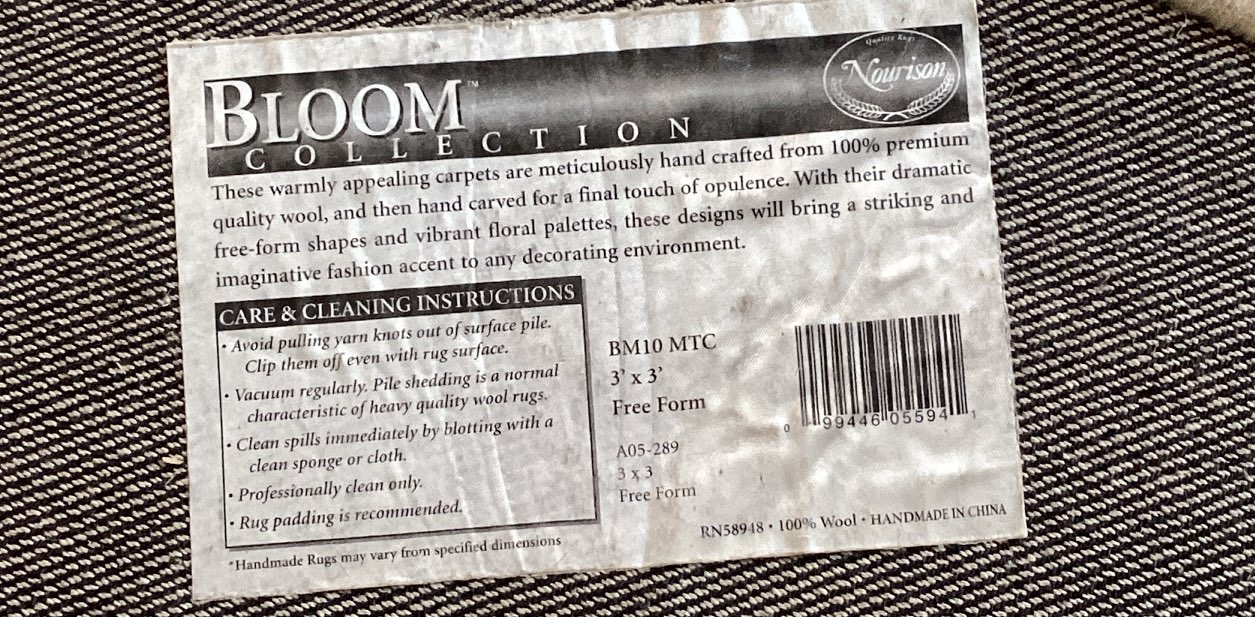 Quality Rugs
Nourison
BLOOM™
COLLECTION
These warmly appealing carpets are meticulously hand crafted from 100% premium
quality wool, and then hand carved for a final touch of opulence. With their dramatic
free-form shapes and vibrant floral palettes, these designs will bring a striking and
imaginative fashion accent to any decorating environment.
CARE & CLEANING INSTRUCTIONS
• Avoid pulling yarn knots out of surface pile.
Clip them off even with rug surface.
• Vacuum regularly. Pile shedding is a normal
characteristic of heavy quality wool rugs.
• Clean spills immediately by blotting with a
clean sponge or cloth.
• Professionally clean only.
• Rug padding is recommended.
*Handmade Rugs may vary from specified dimensions
BM10 MTC
3' x 3'
Free Form
A05-289
3 x 3
Free Form
0 99446 05594 1
RN58948 • 100% Wool • HANDMADE IN CHINA